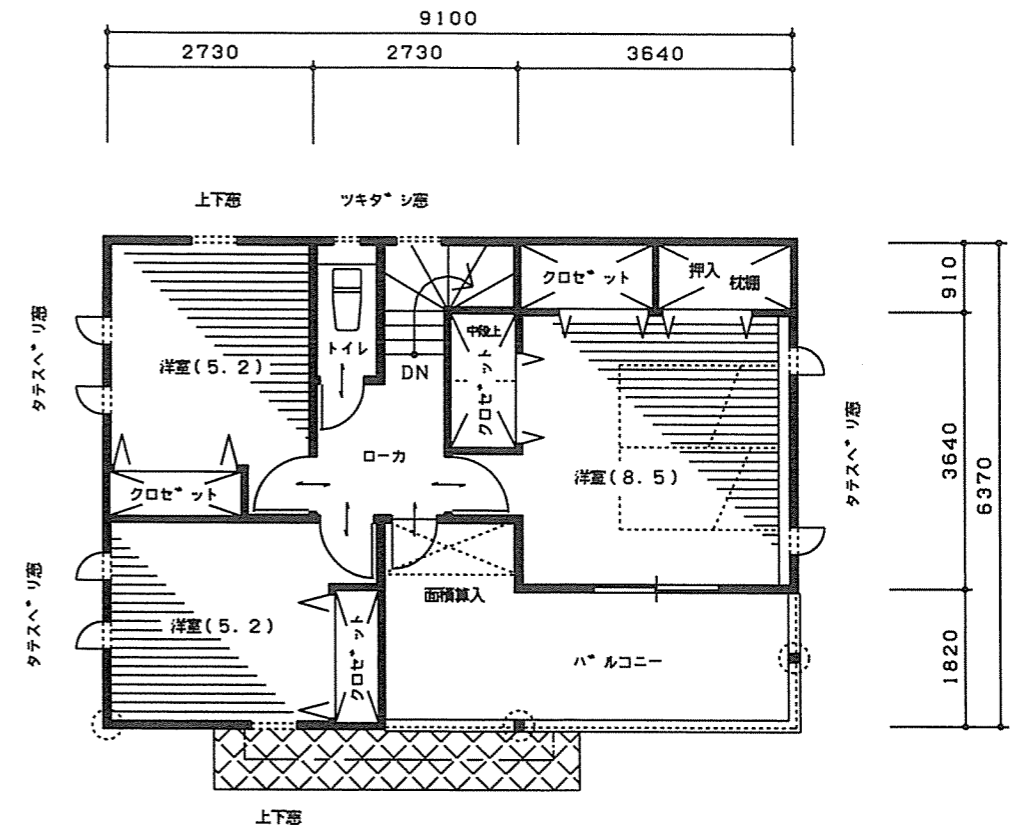 9100
2730
2730
3640
上下窓
ツキダシ窓
クロゼット
押入
枕棚
910
トイレ
中段上
クロゼット
DN
タテスベリ窓
洋室(5.2)
ローカ
洋室(8.5)
タテスベリ窓
3640
6370
クロゼット
タテスベリ窓
洋室(5.2)
クロゼット
面積算入
バルコニー
1820
上下窓